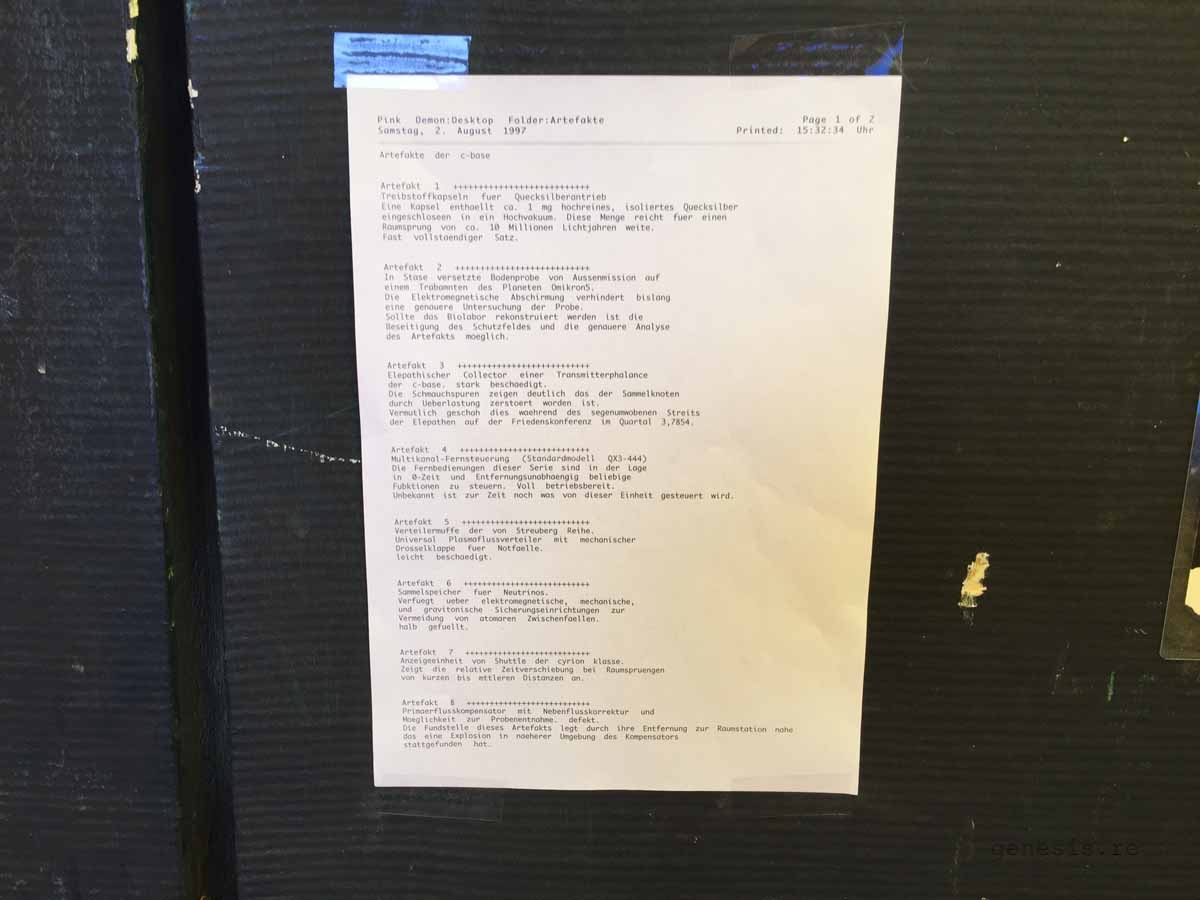 Pink Demon:Desktop Folder:Artefakte Page 1 of 2
Samstag, 2. August 1997 Printed: 15:32:34 Uhr
Artefakte der c-base
Artefakt 1 +++++++++++++++++++++++++++
Treibstoffkapseln fuer Quecksilberantrieb
Eine Kapsel enthaellt ca. 1 mg hochreines, isoliertes Quecksilber
eingeschloseen in ein Hochvakuum. Diese Menge reicht fuer einen
Raumsprung von ca. 10 Millionen Lichtjahren weite.
Fast vollstaendiger Satz.
Artefakt 2 +++++++++++++++++++++++++++
In Stase versetzte Bodenprobe von Aussenmission auf
einem Trabamnten des Planeten Omikron5.
Die Elektromegnetische Abschirmung verhindert bislang
eine genauere Untersuchung der Probe.
Sollte das Biolabor rekonstruiert werden ist die
Beseitigung des Schutzfeldes und die genauere Analyse
des Artefakts moeglich.
Artefakt 3 +++++++++++++++++++++++++++
Elepathischer Collector einer Transmitterphalance
der c-base. stark beschaedigt.
Die Schmauchspuren zeigen deutlich das der Sammelknoten
durch Ueberlastung zerstoert worden ist.
Vermutlich geschah dies waehrend des segenumwobenen Streits
der Elepathen auf der Friedenskonferenz im Quartal 3,7854.
Artefakt 4 +++++++++++++++++++++++++++
Multikanal-Fernsteuerung (Standardmodell QX3-444)
Die Fernbedienungen dieser Serie sind in der Lage
in 0-Zeit und Entfernungsunabhaengig beliebige
Fubktionen zu steuern. Voll betriebsbereit.
Unbekannt ist zur Zeit noch was von dieser Einheit gesteuert wird.
Artefakt 5 +++++++++++++++++++++++++++
Verteilermuffe der von Streuberg Reihe.
Universal Plasmaflussverteiler mit mechanischer
Drosselklappe fuer Notfaelle.
leicht beschaedigt.
Artefakt 6 +++++++++++++++++++++++++++
Sammelspeicher fuer Neutrinos.
Verfuegt ueber elektromegnetische, mechanische,
und gravitonische Sicherungseinrichtungen zur
Vermeidung von atomaren Zwischenfaellen.
halb gefuellt.
Artefakt 7 +++++++++++++++++++++++++++
Anzeigeeinheit von Shuttle der cyrion klasse.
Zeigt die relative Zeitverschiebung bei Raumspruengen
von kurzen bis mttleren Distanzen an.
Artefakt 8 +++++++++++++++++++++++++++
Primaerflusskompensator mit Nebenflusskorrektur und
Moeglichkeit zur Probenentnahme. defekt.
Die Fundstelle dieses Artefakts legt durch ihre Entfernung zur Raumstation nahe
das eine Explosion in naeherer Umgebung des Kompensators
stattgefunden hat.
genesis.re